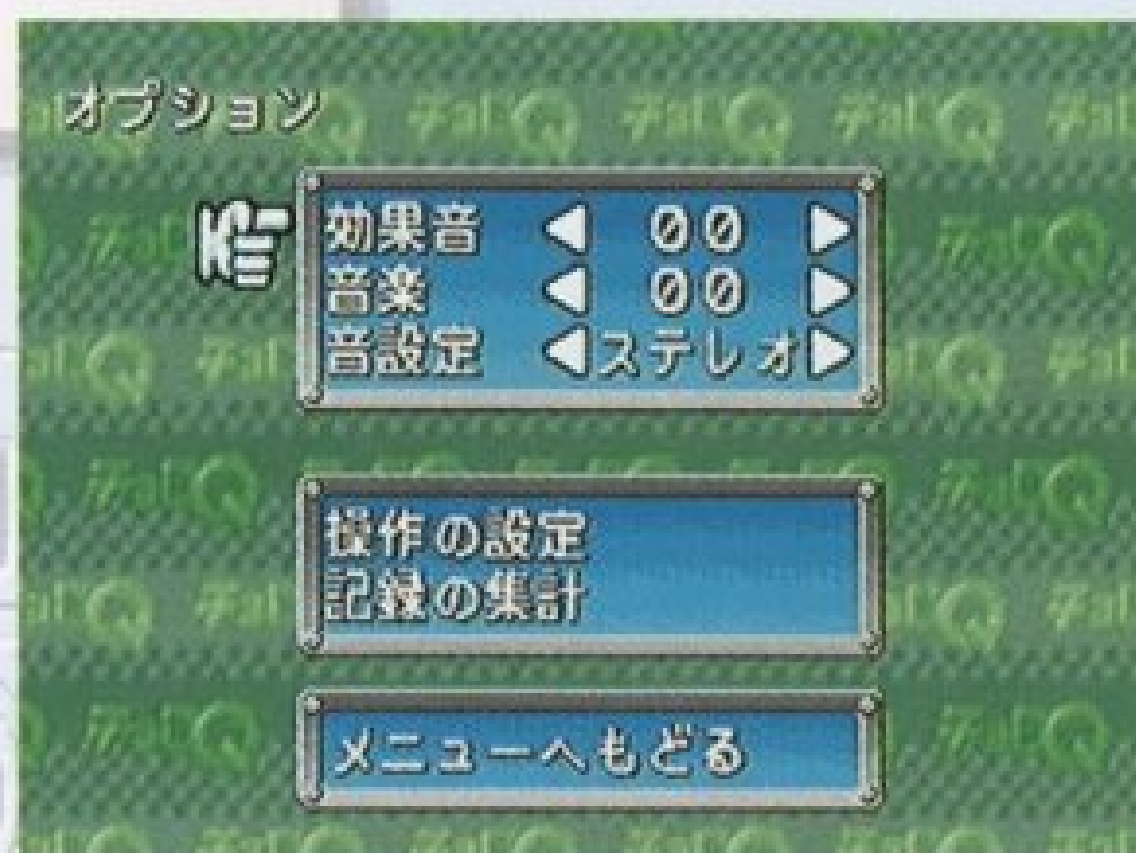 オプション
効果音 ◀ 00 ▶
音楽 ◀ 00 ▶
音設定 ◀ステレオ▶
操作の設定
記録の集計
メニューへもどる